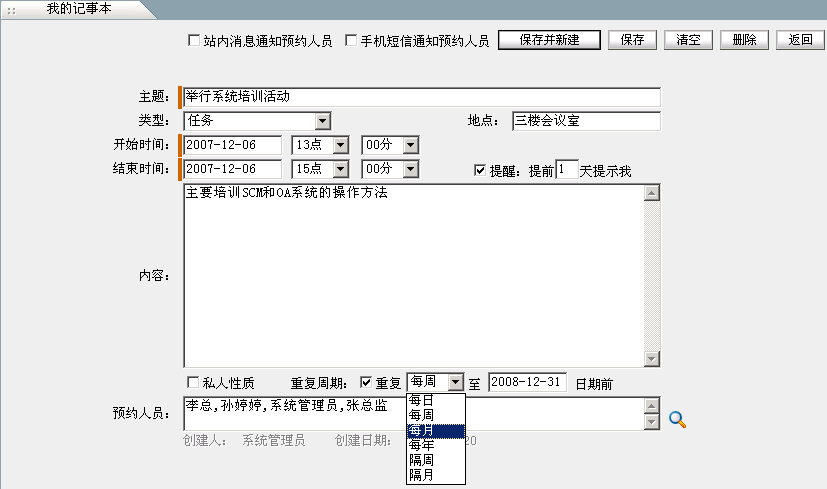 我的记事本
站内消息通知预约人员 手机短信通知预约人员 保存并新建 保存 清空 删除 返回
主题： 举行系统培训活动
类型： 任务 地点： 三楼会议室
开始时间： 2007-12-06 13点 00分
结束时间： 2007-12-06 15点 00分 提醒：提前 1 天提示我
主要培训SCM和OA系统的操作方法
内容：
私人性质 重复周期： 重复 每周 至 2008-12-31 日期前
每日
每周
每月
每年
隔周
隔月
预约人员： 李总,孙婷婷,系统管理员,张总监
创建人： 系统管理员 创建日期： 20